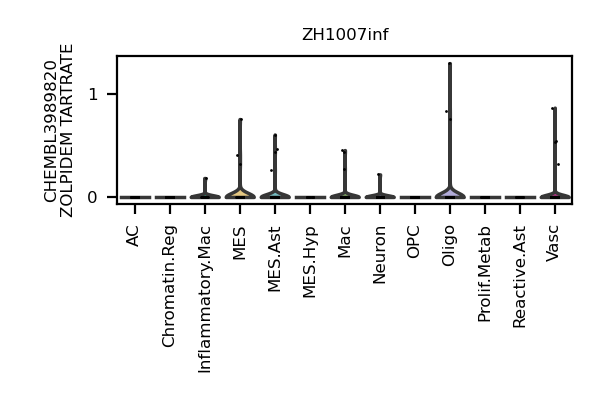 ZH1007inf
CHEMBL3989820
ZOLPIDEM TARTRATE
1
0
AC
Chromatin.Reg
Inflammatory.Mac
MES
MES.Ast
MES.Hyp
Mac
Neuron
OPC
Oligo
Prolif.Metab
Reactive.Ast
Vasc